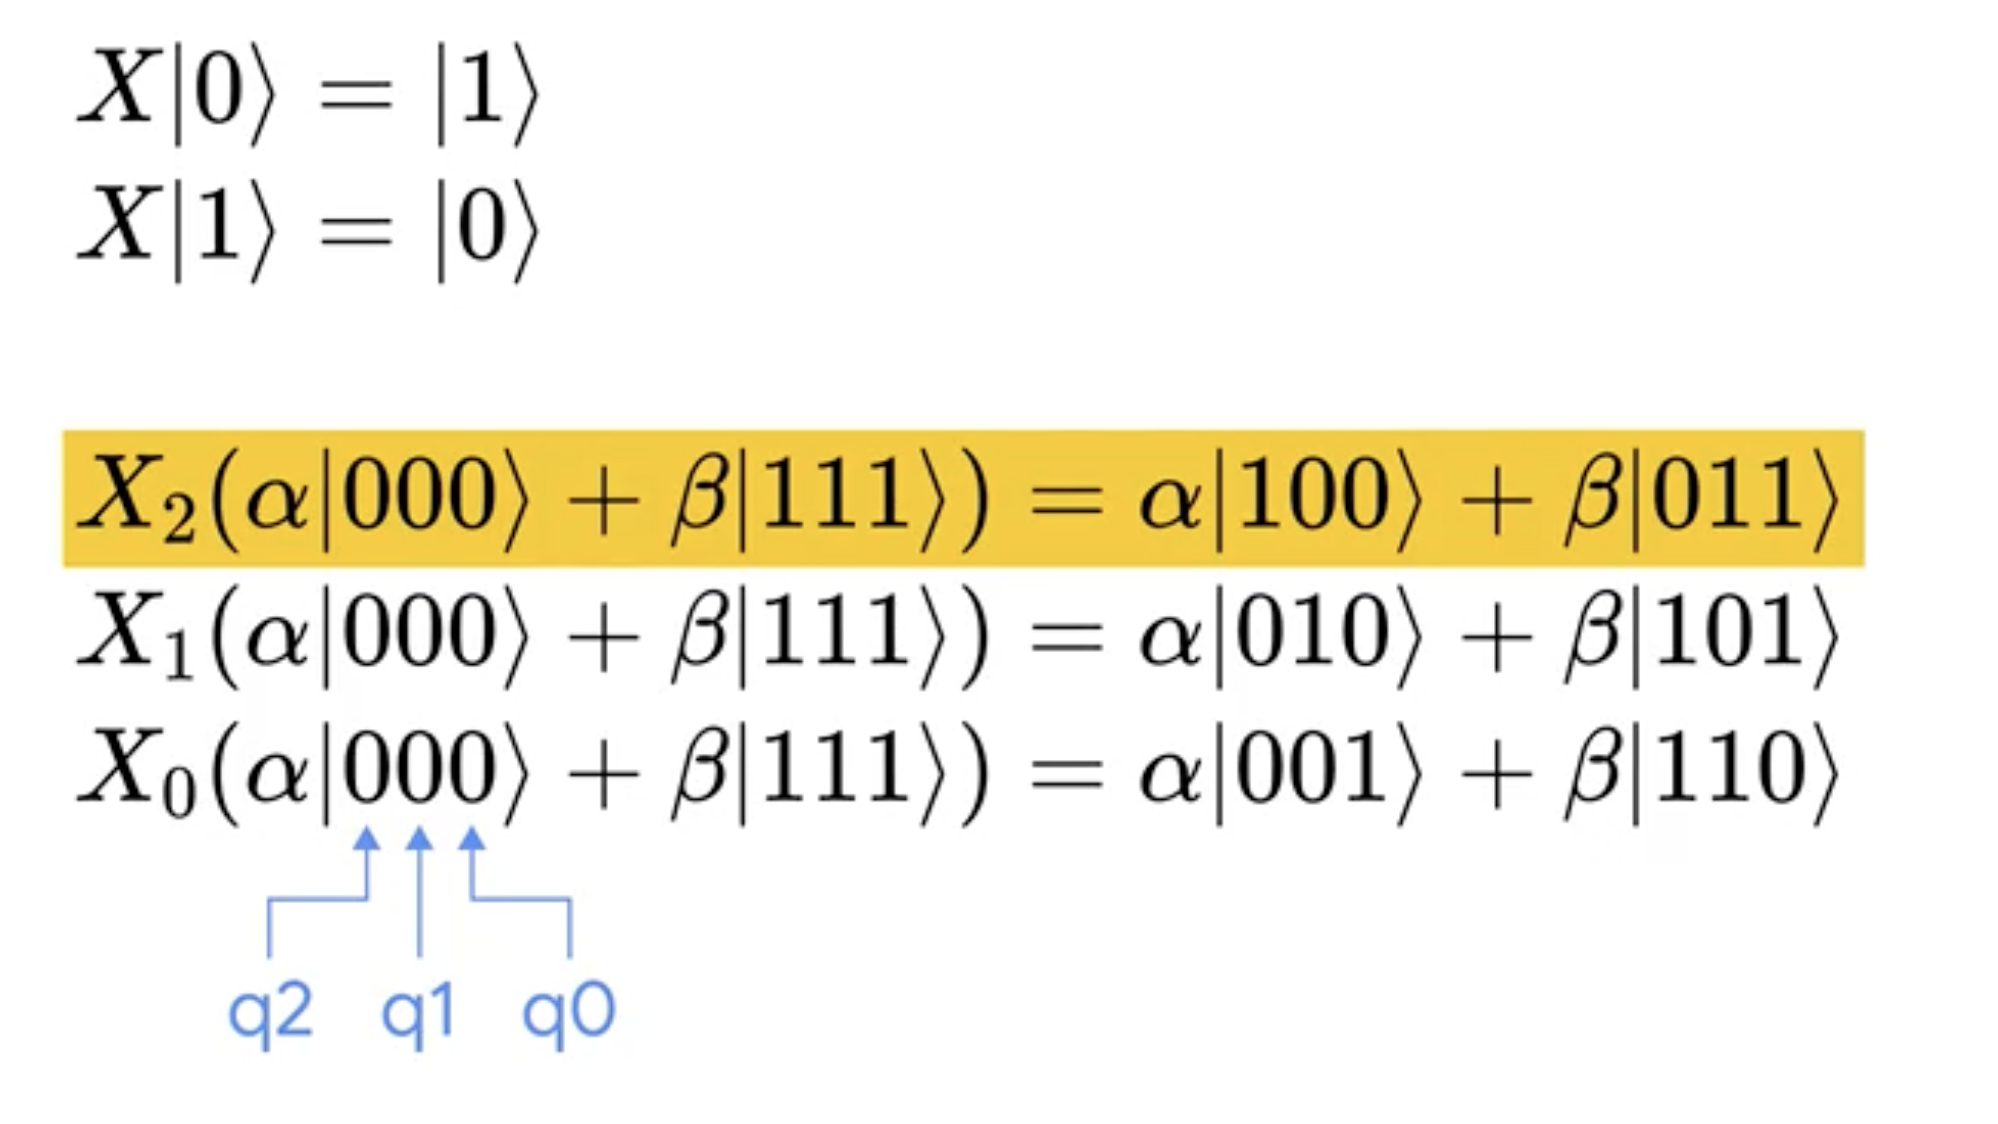 X|0⟩ = |1⟩
X|1⟩ = |0⟩
X₂(α|000⟩ + β|111⟩) = α|100⟩ + β|011⟩
X₁(α|000⟩ + β|111⟩) = α|010⟩ + β|101⟩
X₀(α|000⟩ + β|111⟩) = α|001⟩ + β|110⟩
q2 q1 q0